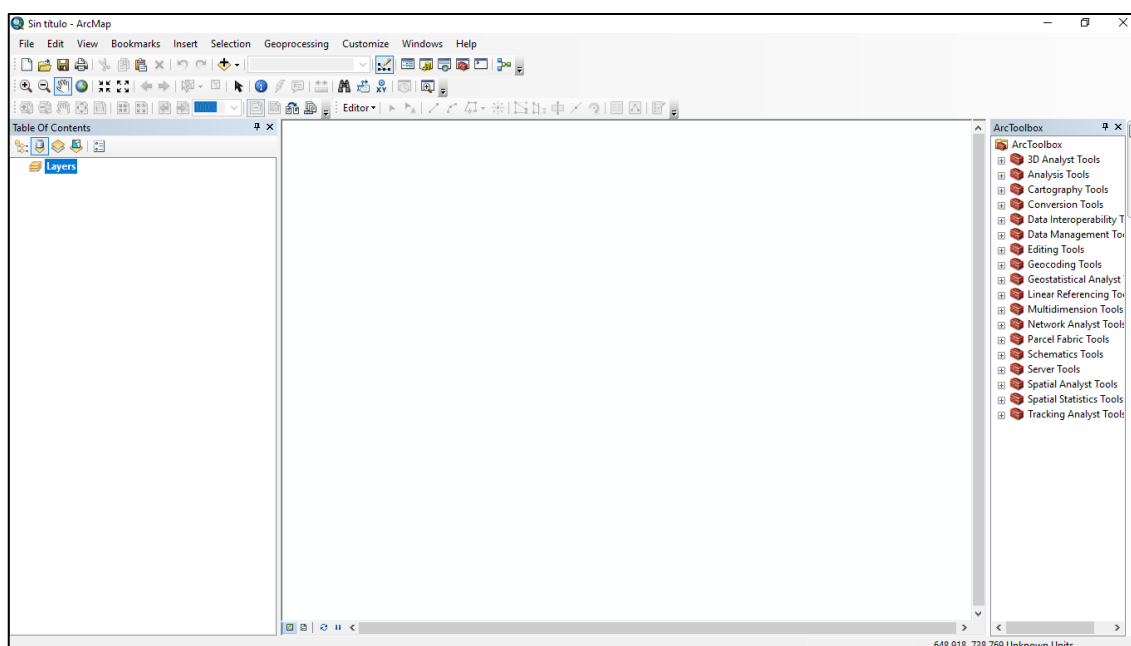 Sin título - ArcMap
File Edit View Bookmarks Insert Selection Geoprocessing Customize Windows Help
Editor
Table Of Contents
Layers
ArcToolbox
ArcToolbox
3D Analyst Tools
Analysis Tools
Cartography Tools
Conversion Tools
Data Interoperability T
Data Management To
Editing Tools
Geocoding Tools
Geostatistical Analyst
Linear Referencing To
Multidimension Tools
Network Analyst Tools
Parcel Fabric Tools
Schematics Tools
Server Tools
Spatial Analyst Tools
Spatial Statistics Tools
Tracking Analyst Tools
648,918 738,769 Unknown Units